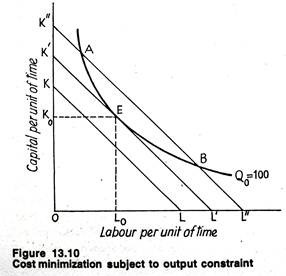 K"
A
K'
K
E
K₀
B
Q₀=100
Capital per unit of time
O
L₀
L
L'
L"
Labour per unit of time
Figure 13.10
Cost minimization subject to output constraint